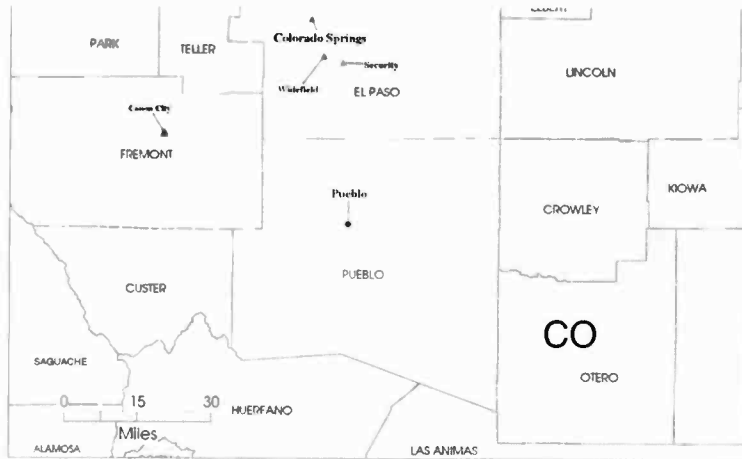 ELBERT
PARK
TELLER
Colorado Springs
Security
Widefield
LINCOLN
EL PASO
Canon City
FREMONT
Pueblo
KIOWA
CROWLEY
PUEBLO
CUSTER
CO
SAGUACHE
OTERO
0 15 30
HUERFANO
Miles
ALAMOSA
LAS ANIMAS